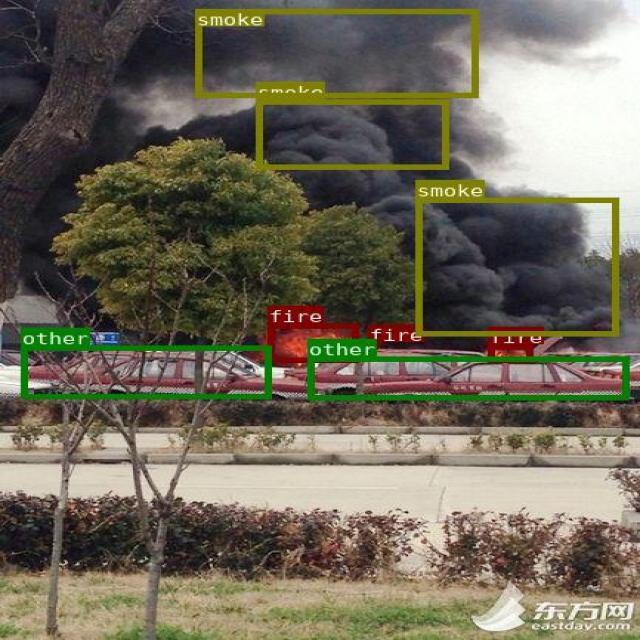 smoke
smoke
smoke
fire
fire
fire
other
other
东方网
eastday.com